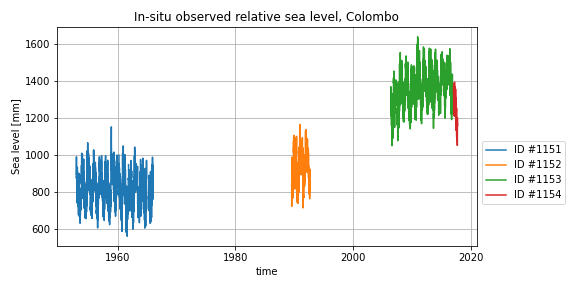 In-situ observed relative sea level, Colombo
Sea level [mm]
1600
1400
1200
1000
800
600
1960
1980
2000
2020
time
ID #1151
ID #1152
ID #1153
ID #1154